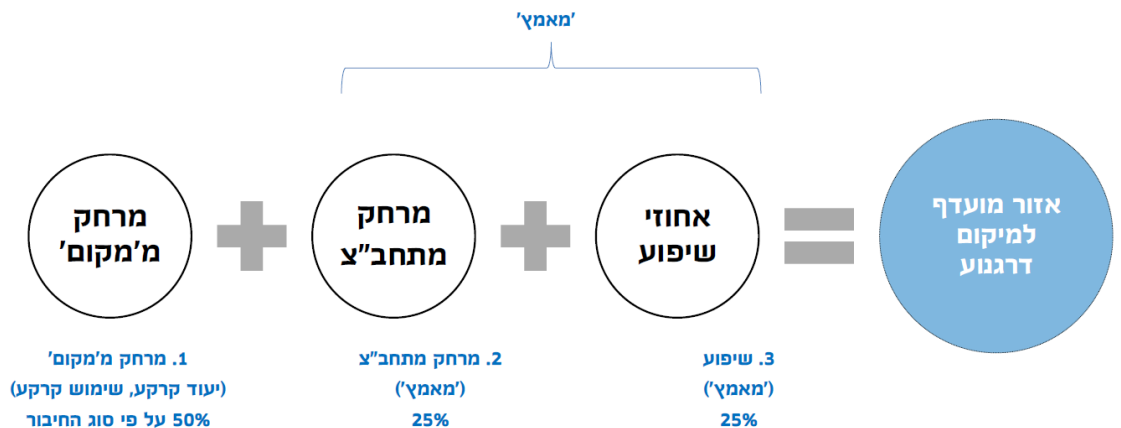 'מאמץ'
מרחק
מ'מקום'
מרחק
מתחב"צ
אחוזי
שיפוע
אזור מועדף
למיקום
דרגנוע
1. מרחק מ'מקום'
(יעוד קרקע, שימוש קרקע)
50% על פי סוג החיבור
2. מרחק מתחב"צ
('מאמץ')
25%
3. שיפוע
('מאמץ')
25%